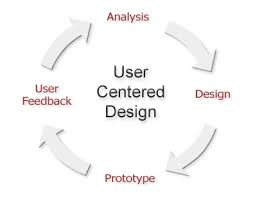 Analysis
User
Centered
Design
Design
Prototype
User
Feedback